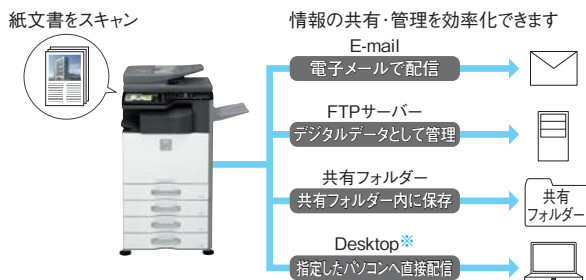 紙文書をスキャン
情報の共有・管理を効率化できます
E-mail
電子メールで配信
FTPサーバー
デジタルデータとして管理
共有フォルダー
共有フォルダー内に保存
共有
フォルダー
Desktop※
指定したパソコンへ直接配信